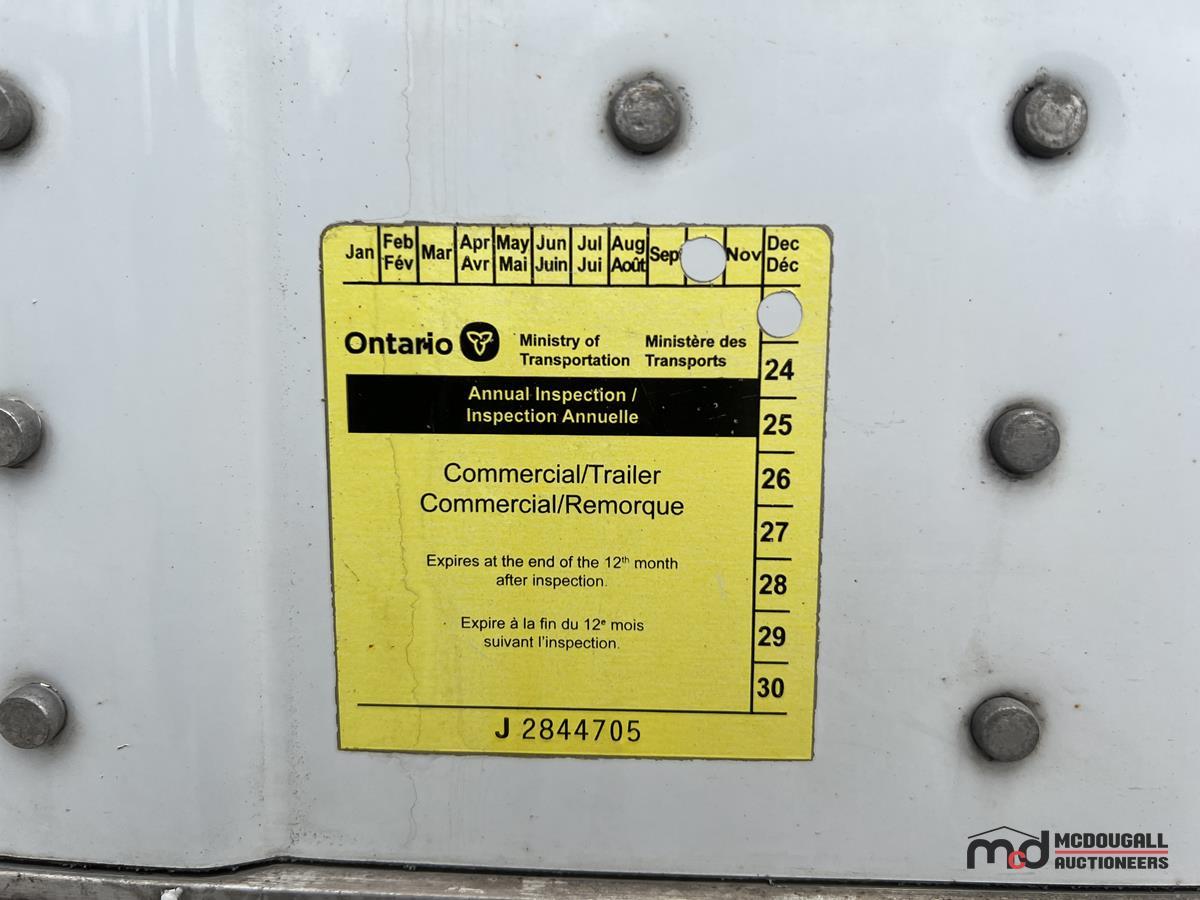 Jan Feb Mar Apr May Jun Jul Aug Sep Nov Dec
Fév Avr Mai Juin Jui Août Déc
Ontario
Ministry of
Transportation
Ministère des
Transports
Annual Inspection /
Inspection Annuelle
Commercial/Trailer
Commercial/Remorque
Expires at the end of the 12th month
after inspection.
Expire à la fin du 12e mois
suivant l'inspection.
24
25
26
27
28
29
30
J 2844705
mcd MCDOUGALL
AUCTIONEERS